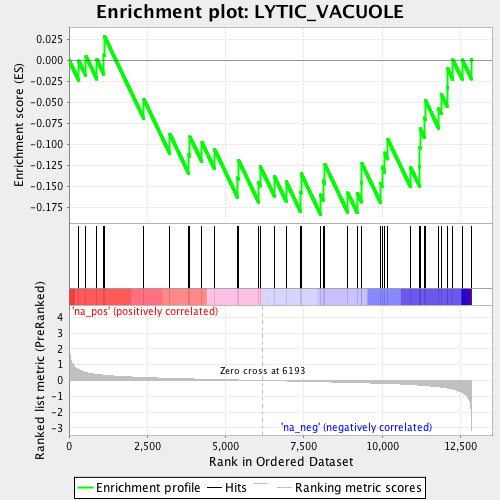 Enrichment plot: LYTIC_VACUOLE
Enrichment score (ES)
0.025
0.000
-0.025
-0.050
-0.075
-0.100
-0.125
-0.150
-0.175
'na_pos' (positively correlated)
Ranked list metric (PreRanked)
4
3
2
1
0
-1
-2
-3
Zero cross at 6193
'na_neg' (negatively correlated)
0
2,500
5,000
7,500
10,000
12,500
Rank in Ordered Dataset
Enrichment profile
Hits
Ranking metric scores